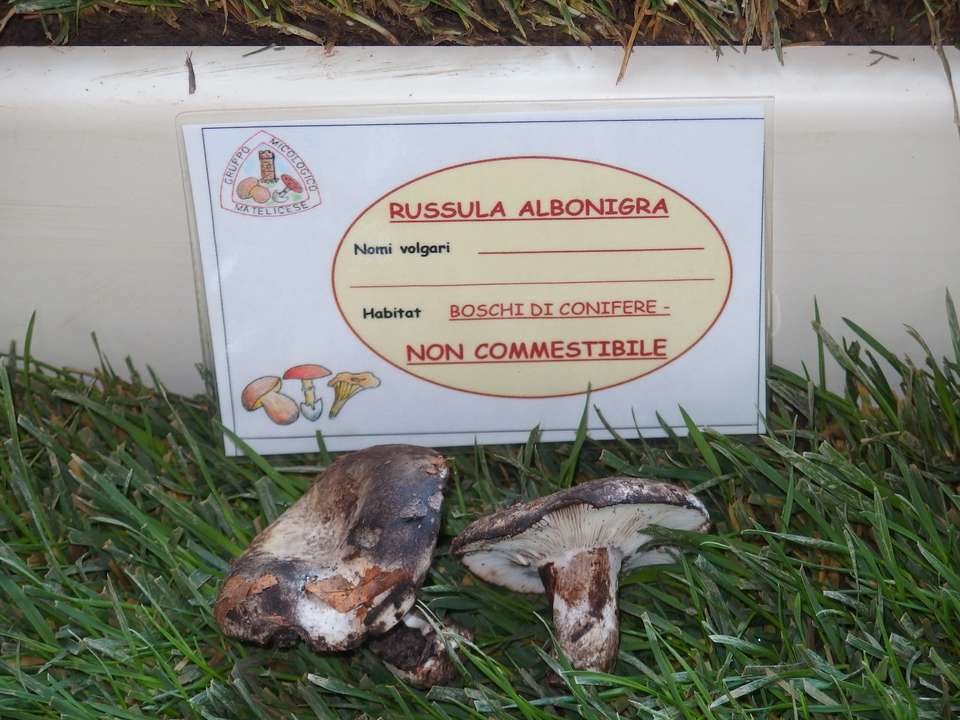 GRUPPO MICOLOGICO
MATELICESE
RUSSULA ALBONIGRA
Nomi volgari
Habitat BOSCHI DI CONIFERE -
NON COMMESTIBILE